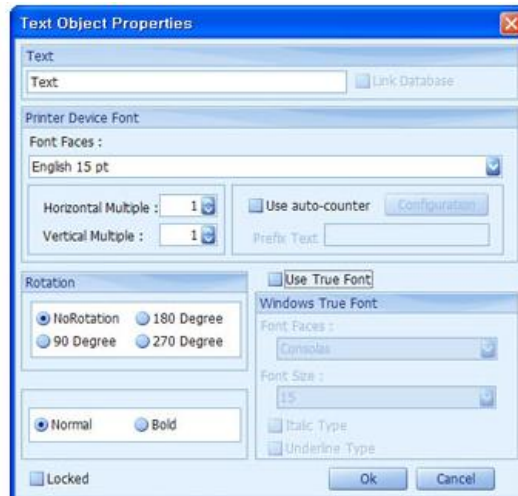 Text Object Properties
Text
Text
Link Database
Printer Device Font
Font Faces :
English 15 pt
Horizontal Multiple : 1
Vertical Multiple : 1
Use auto-counter
Configuration
Prefix Text
Rotation
NoRotation
180 Degree
90 Degree
270 Degree
Normal
Bold
Use True Font
Windows True Font
Font Faces :
Consolas
Font Size :
15
Italic Type
Underline Type
Locked
Ok
Cancel